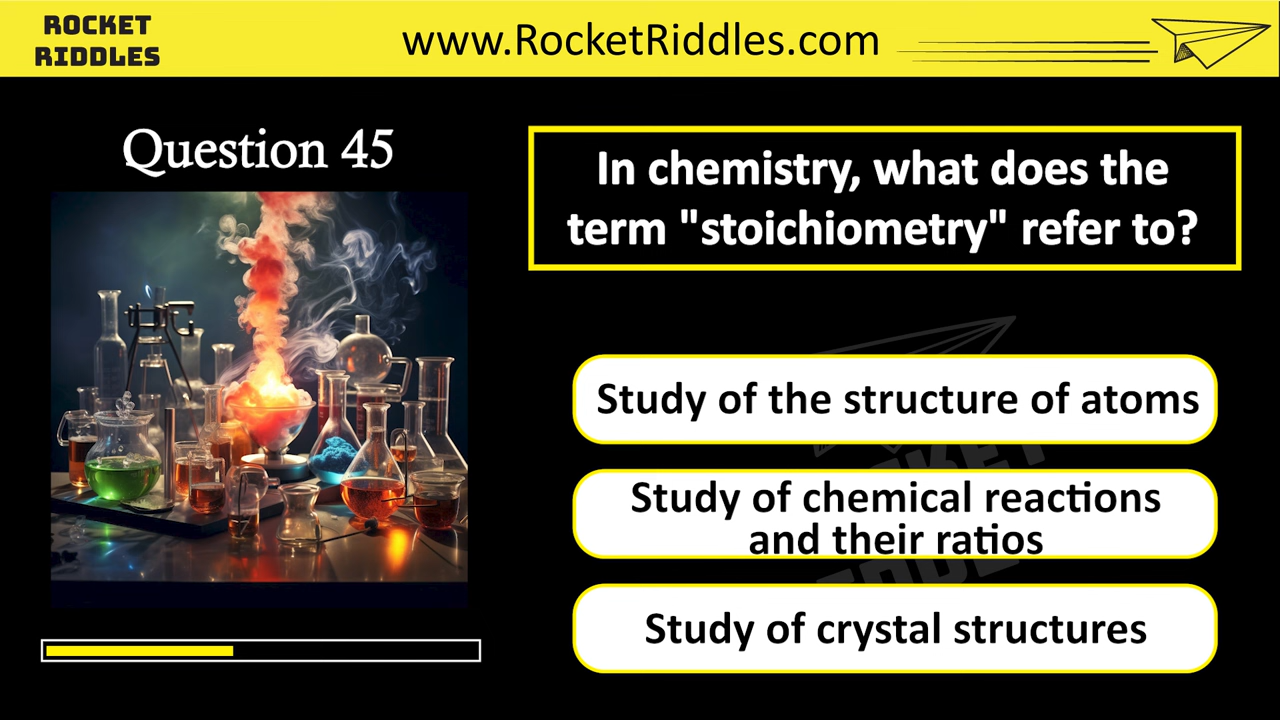 ROCKET
RIDDLES
www.RocketRiddles.com
Question 45
In chemistry, what does the
term "stoichiometry" refer to?
Study of the structure of atoms
Study of chemical reactions
and their ratios
Study of crystal structures